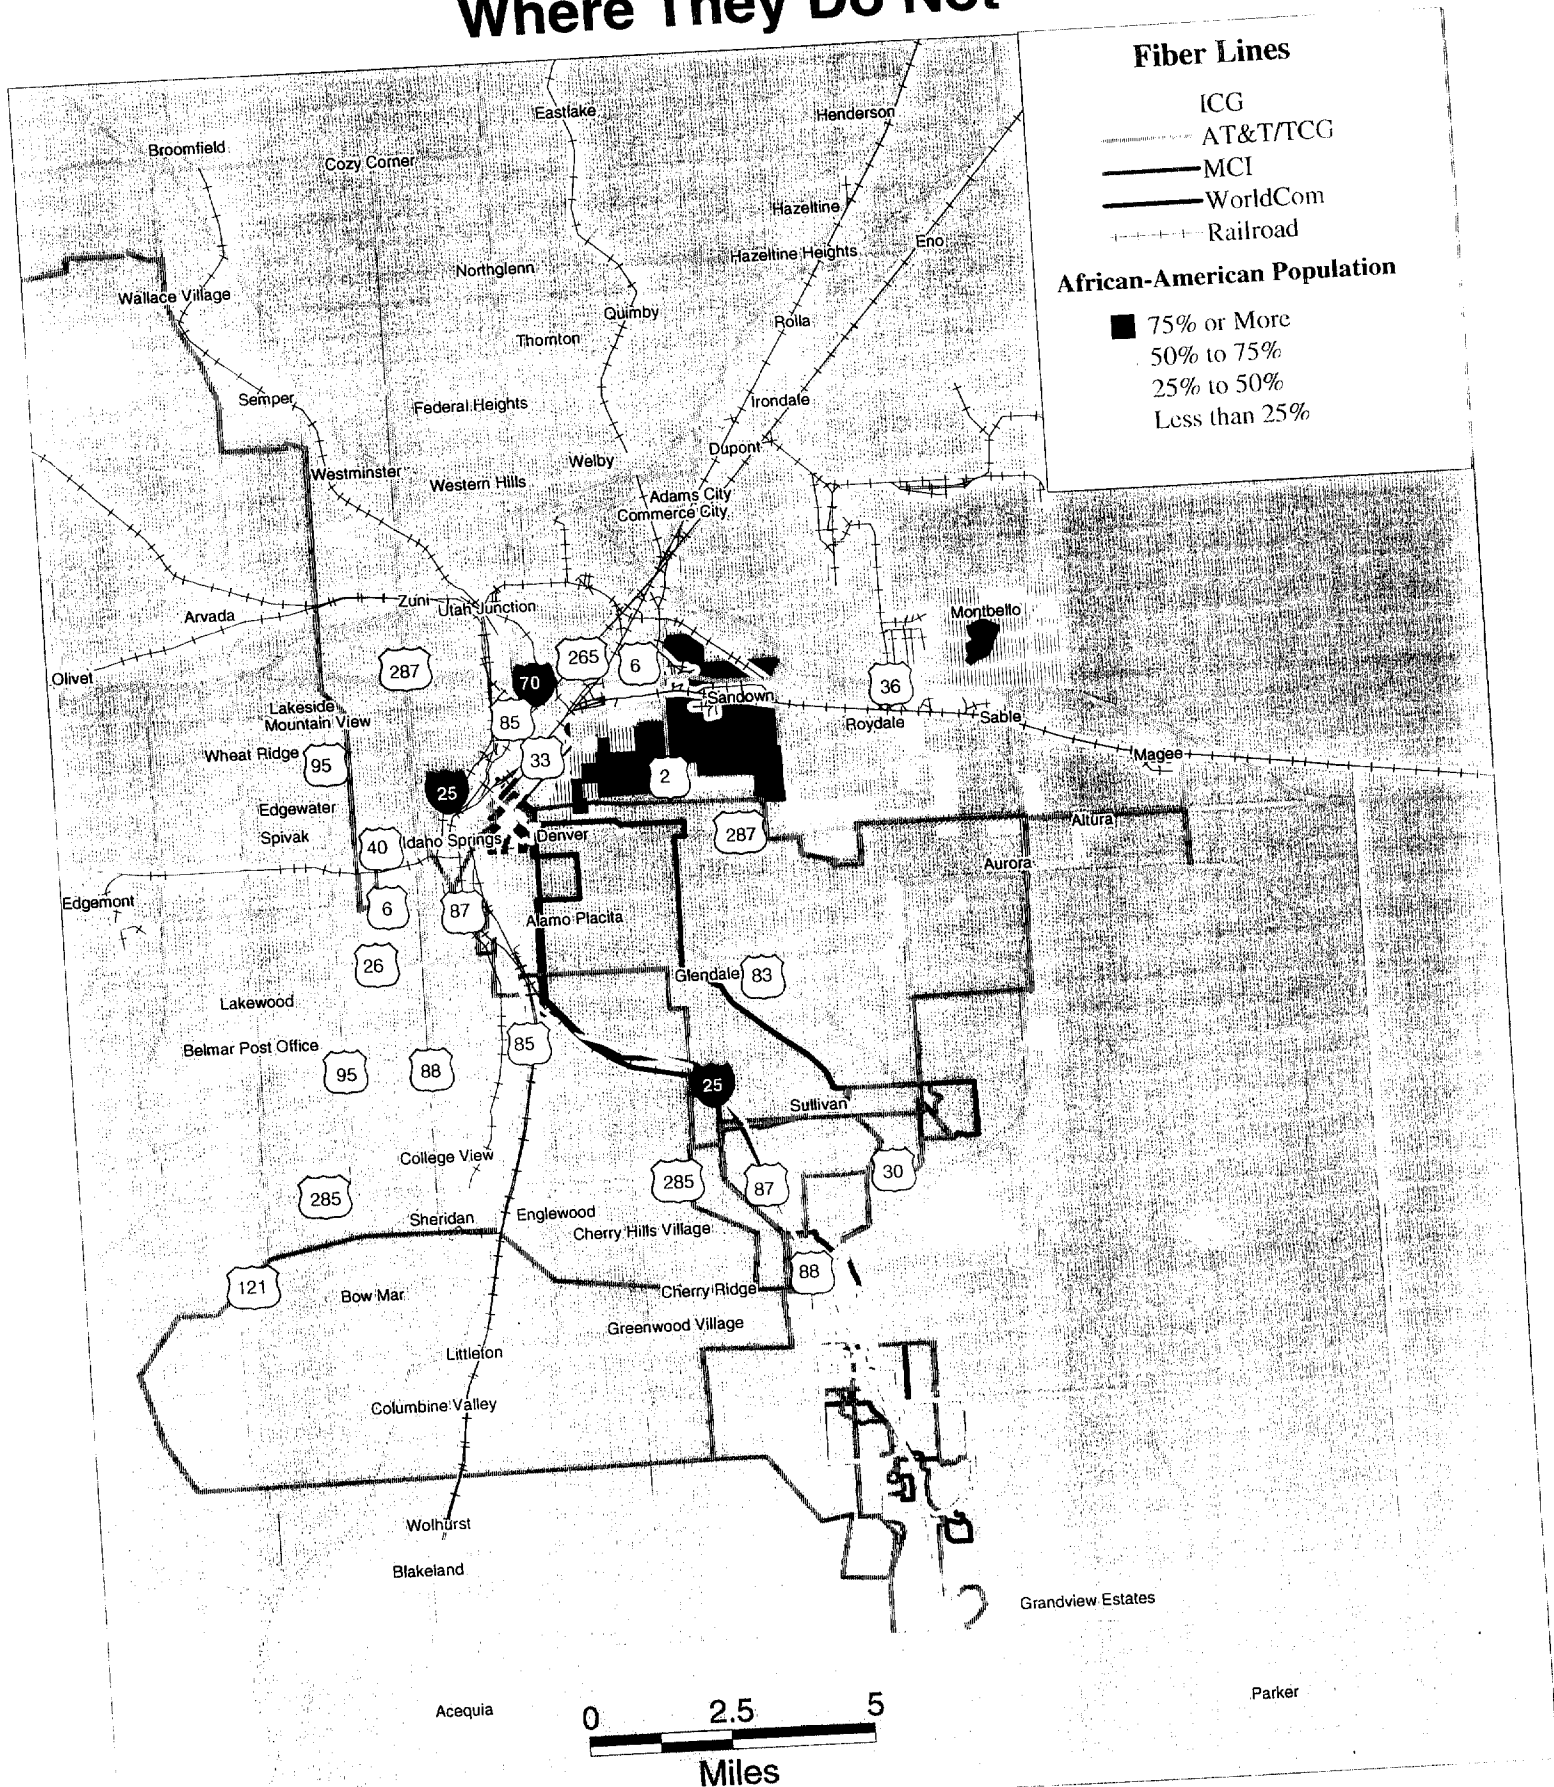 Where They Do Not
Fiber Lines
ICG
AT&T/TCG
MCI
WorldCom
Railroad
African-American Population
75% or More
50% to 75%
25% to 50%
Less than 25%
Eastlake
Henderson
Broomfield
Cozy Corner
Hazeltine
Eno
Hazeltine Heights
Northglenn
Wallace Village
Quimby
Rolla
Thornton
Semper
Federal Heights
Irondale
Dupont
Welby
Westminster
Western Hills
Adams City
Commerce City
Zuni
Utah Junction
Arvada
Montbello
287
265
6
Olivet
70
36
Sandown
Lakeside
Mountain View
85
Roydale
Sable
Wheat Ridge
95
33
Magee
2
25
Edgewater
Spivak
40
Idaho Springs
Denver
287
Altura
Aurora
Edgemont
6
87
Alamo Placita
26
Glendale
83
Lakewood
Belmar Post Office
85
95
88
25
Sullivan
College View
285
285
87
30
Sheridan
Englewood
Cherry Hills Village
121
Bow Mar
Cherry Ridge
88
Greenwood Village
Littleton
Columbine Valley
Wolhurst
Blakeland
Grandview Estates
Acequia
Parker
0 2.5 5
Miles